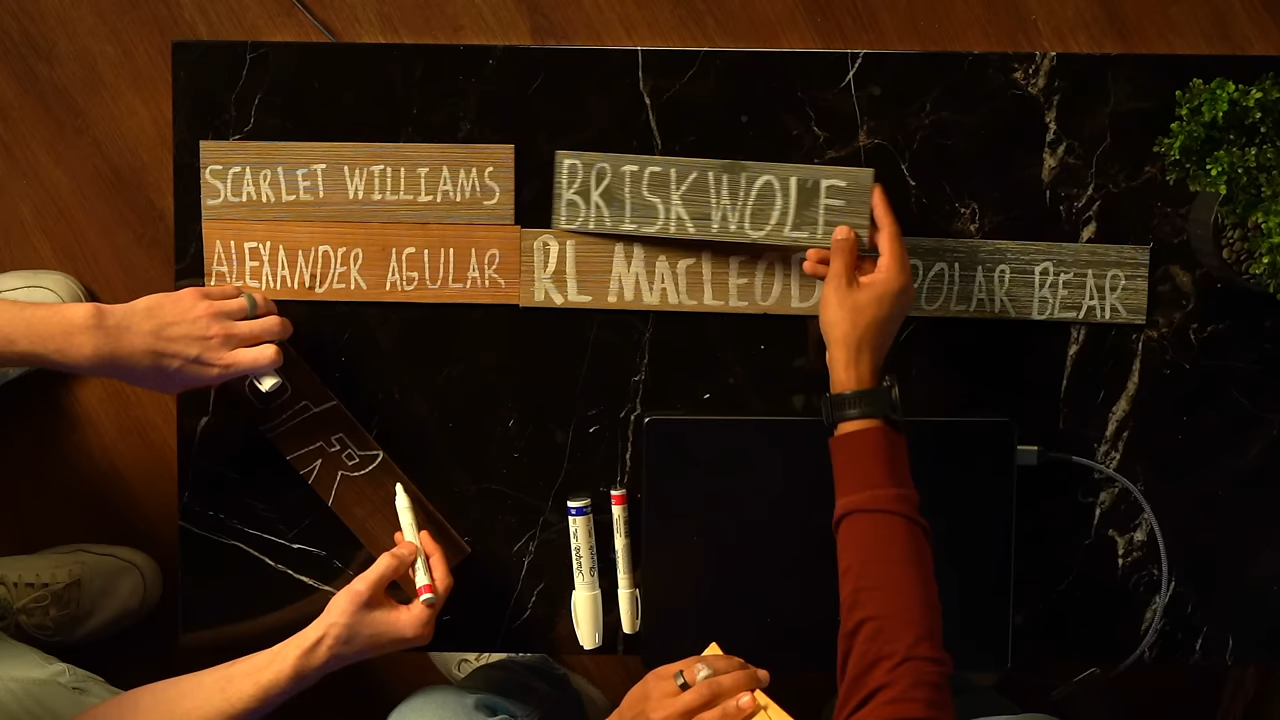 SCARLET WILLIAMS
BRISKWOLF
ALEXANDER AGULAR
RL MACLEOD
POLAR BEAR
Sharpie